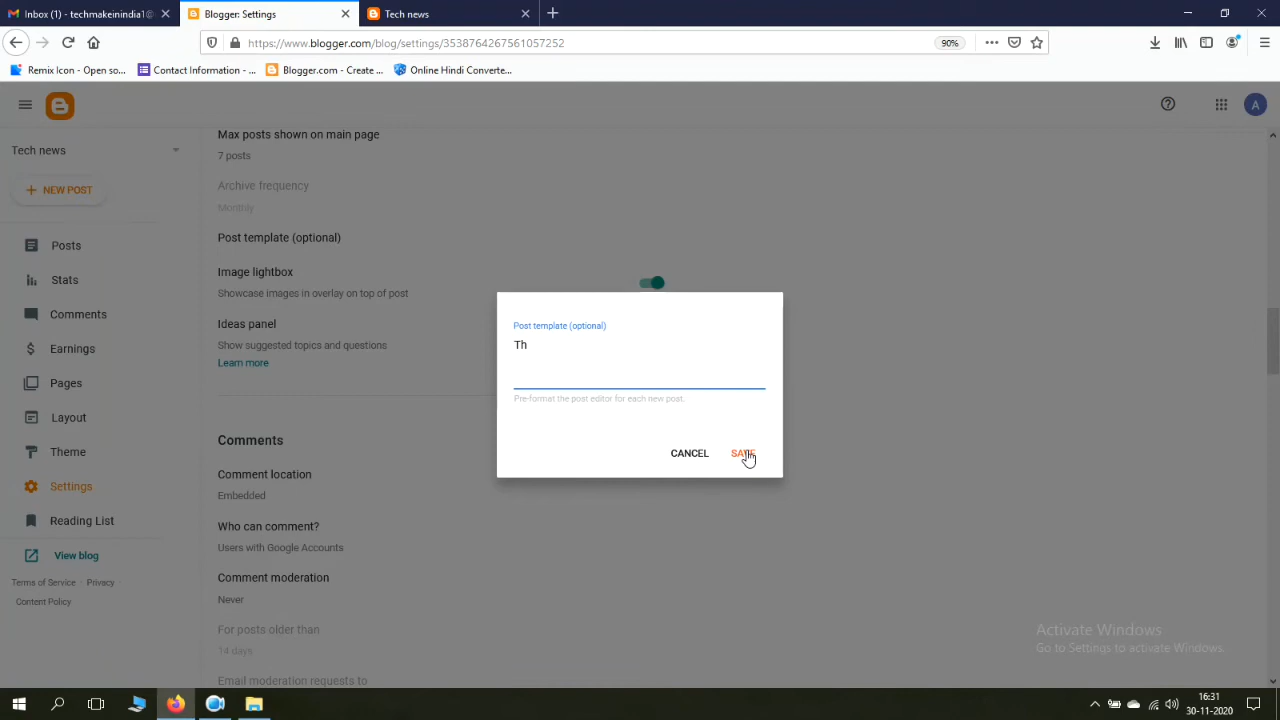 Inbox (1) - techmakeindia1@
Blogger: Settings
Tech news
https://www.blogger.com/blog/settings/3538764267561057252
90%
Remix Icon - Open so...
Contact Information - ...
Blogger.com - Create ...
Online Hindi Converte...
A
Tech news
NEW POST
Posts
Stats
Comments
Earnings
Pages
Layout
Theme
Settings
Reading List
View blog
Terms of Service · Privacy ·
Content Policy
Max posts shown on main page
7 posts
Archive frequency
Monthly
Post template (optional)
Image lightbox
Showcase images in overlay on top of post
Ideas panel
Show suggested topics and questions
Learn more
Comments
Comment location
Embedded
Who can comment?
Users with Google Accounts
Comment moderation
Never
For posts older than
14 days
Email moderation requests to
Post template (optional)
Th
Pre-format the post editor for each new post.
CANCEL
SAVE
Activate Windows
Go to Settings to activate Windows.
16:31
30-11-2020